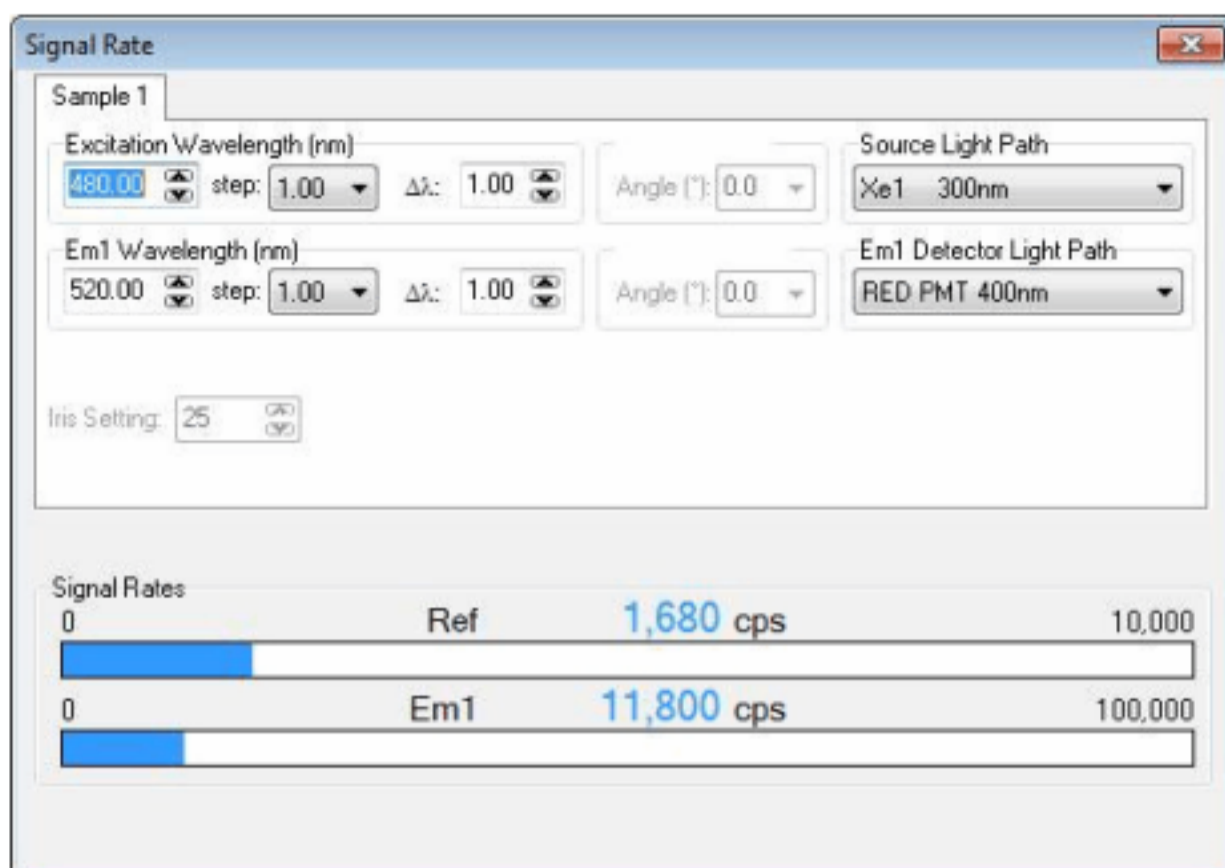 Signal Rate
Sample 1
Excitation Wavelength (nm)
480.00 step: 1.00 Δλ: 1.00
Angle (°): 0.0
Source Light Path
Xe1 300nm
Em1 Wavelength (nm)
520.00 step: 1.00 Δλ: 1.00
Angle (°): 0.0
Em1 Detector Light Path
RED PMT 400nm
Iris Setting: 25
Signal Rates
0 Ref 1,680 cps 10,000
0 Em1 11,800 cps 100,000